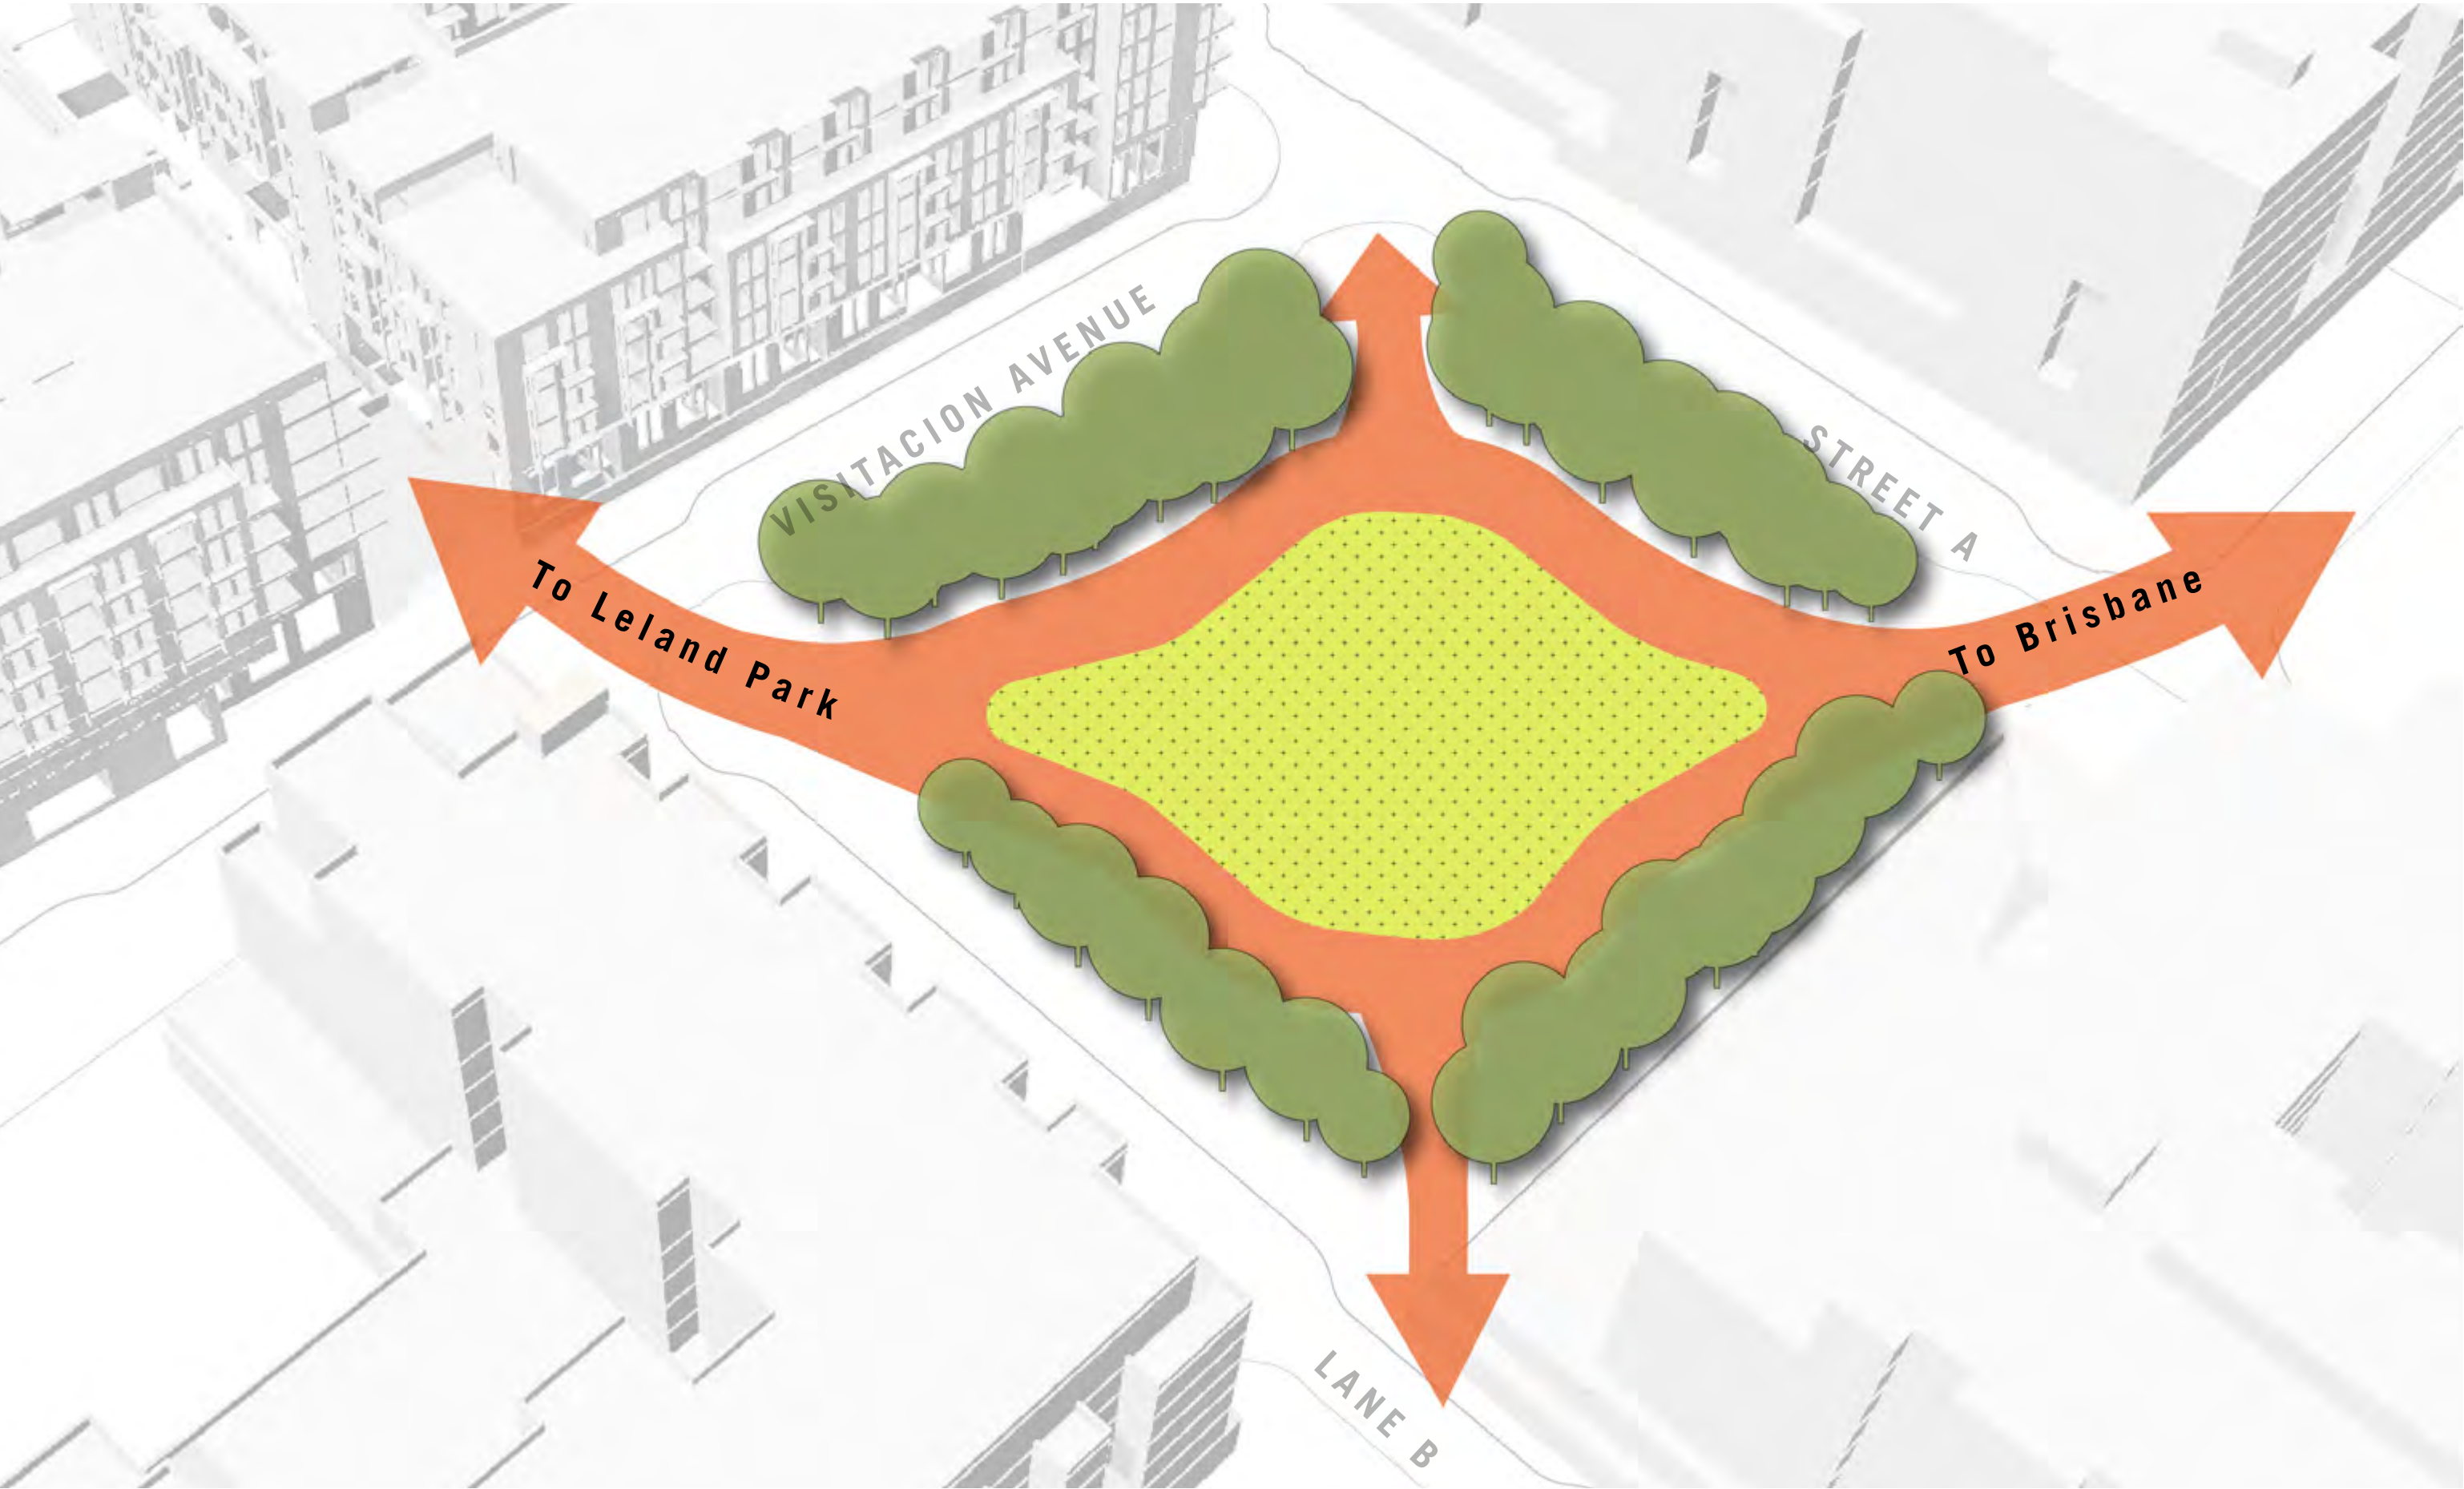 VISITACION AVENUE
STREET A
To Leland Park
To Brisbane
LANE B